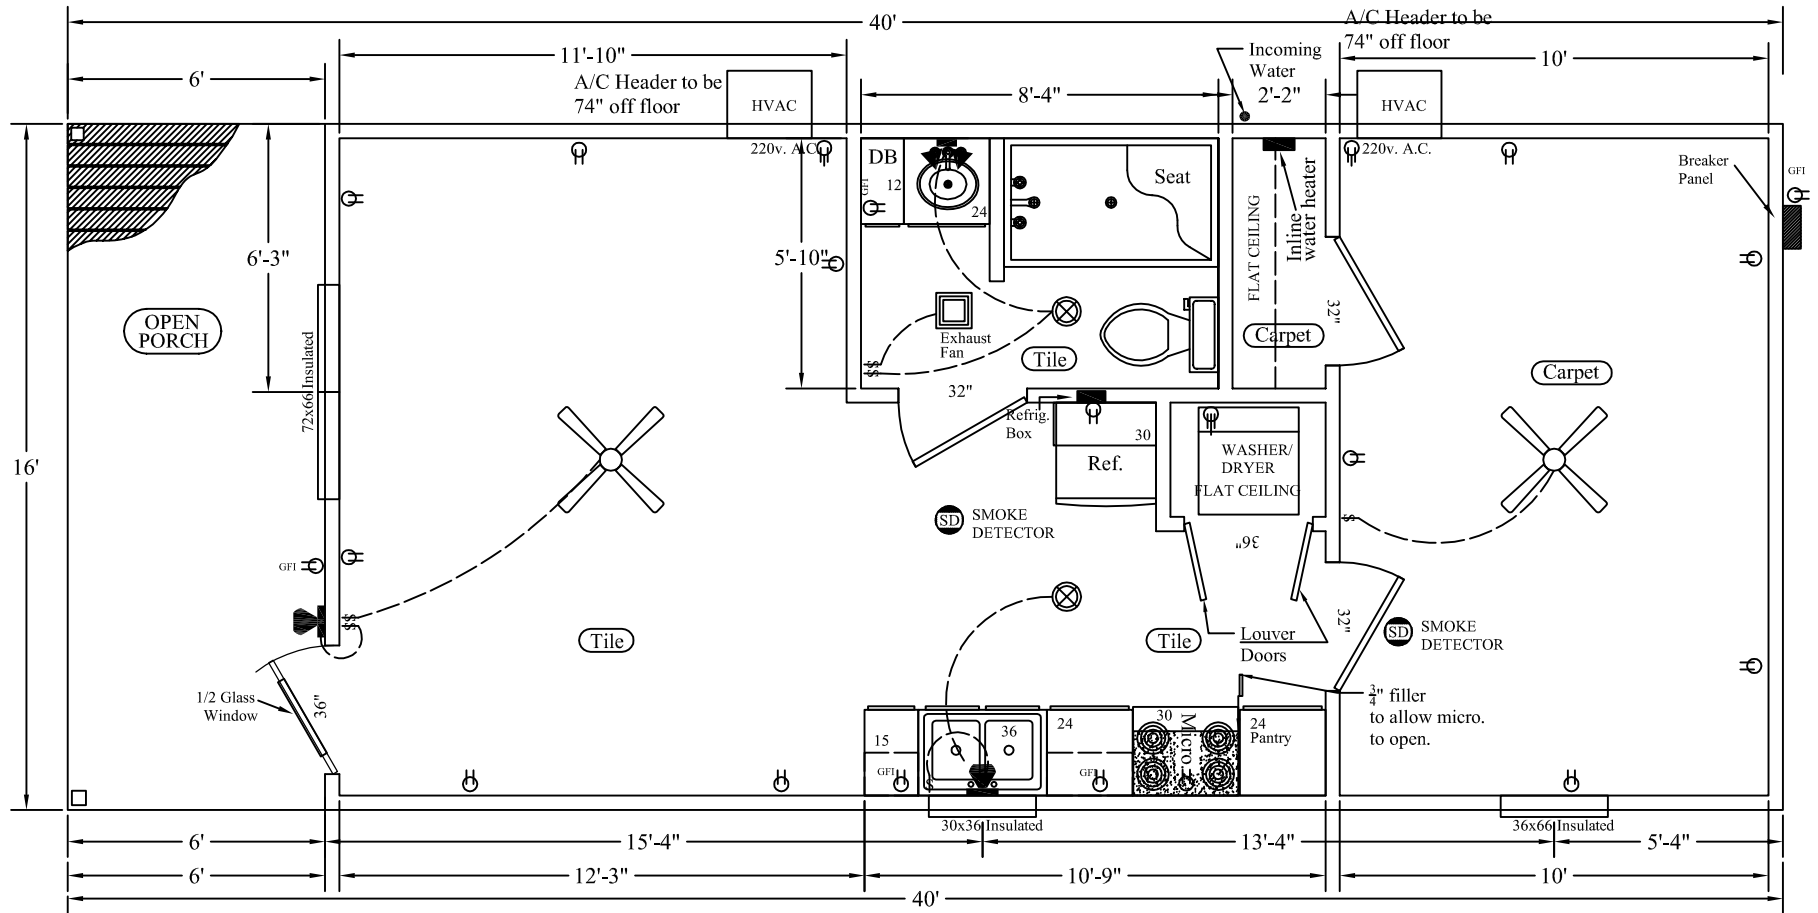 40'
A/C Header to be
74" off floor
6'
11'-10"
A/C Header to be
74" off floor
HVAC
8'-4"
Incoming
Water
2'-2"
HVAC
10'
220v. A.C.
DB
12
GFI
24
Seat
FLAT CEILING
Inline
water heater
220v. A.C.
Breaker
Panel
GFI
6'-3"
5'-10"
OPEN
PORCH
72x66 Insulated
Exhaust
Fan
Tile
Carpet
32"
Carpet
SS
32"
Refrig.
Box
30
Ref.
WASHER/
DRYER
FLAT CEILING
16'
SD
SMOKE
DETECTOR
36"
S
GFI
SS
Tile
Tile
Louver
Doors
32"
SD
SMOKE
DETECTOR
1/2 Glass
Window
36"
3/4" filler
to allow micro.
to open.
15
GFI
36
S
24
GFI
30
Micro.
24
Pantry
30x36 Insulated
36x66 Insulated
6'
15'-4"
13'-4"
5'-4"
6'
12'-3"
6'
10'-9"
10'
40'